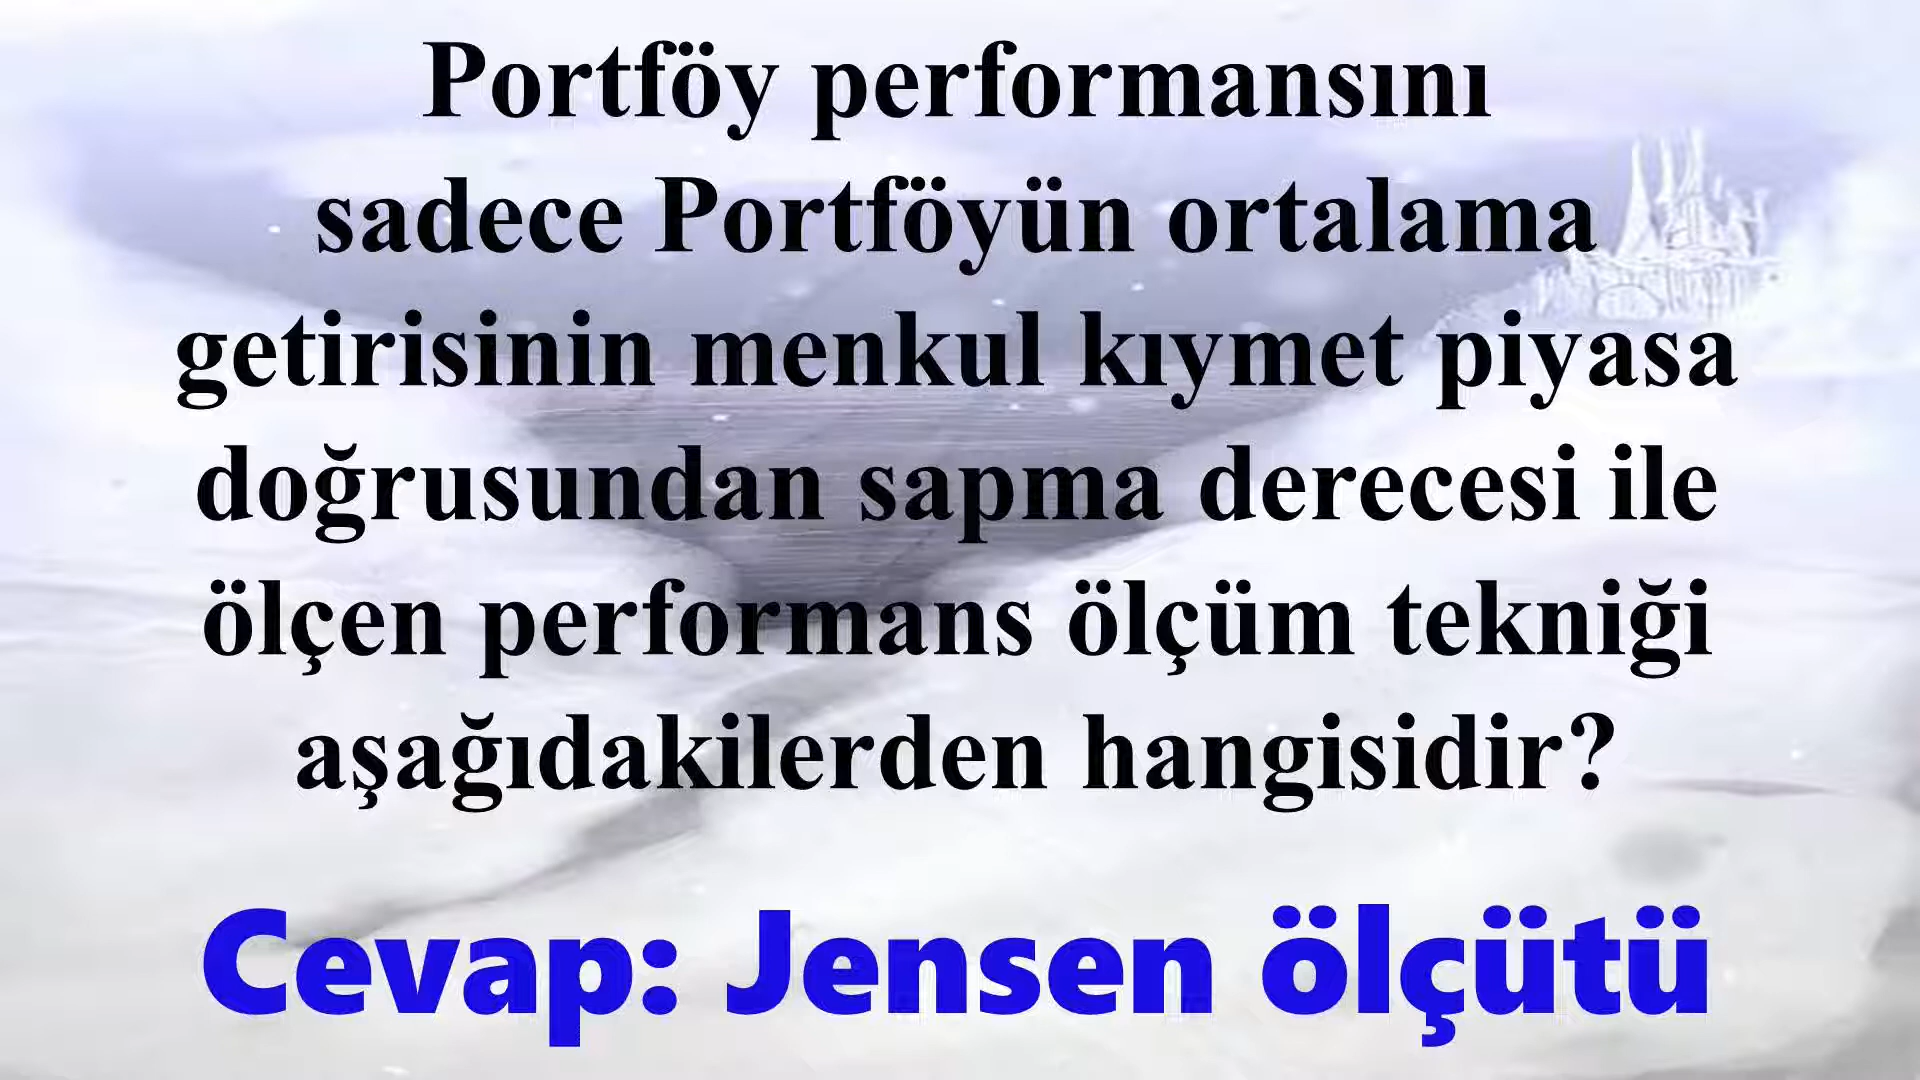 Portföy performansını
sadece Portföyün ortalama
getirisinin menkul kıymet piyasa
doğrusundan sapma derecesi ile
ölçen performans ölçüm tekniği
aşağıdakilerden hangisidir?
Cevap: Jensen ölçütü